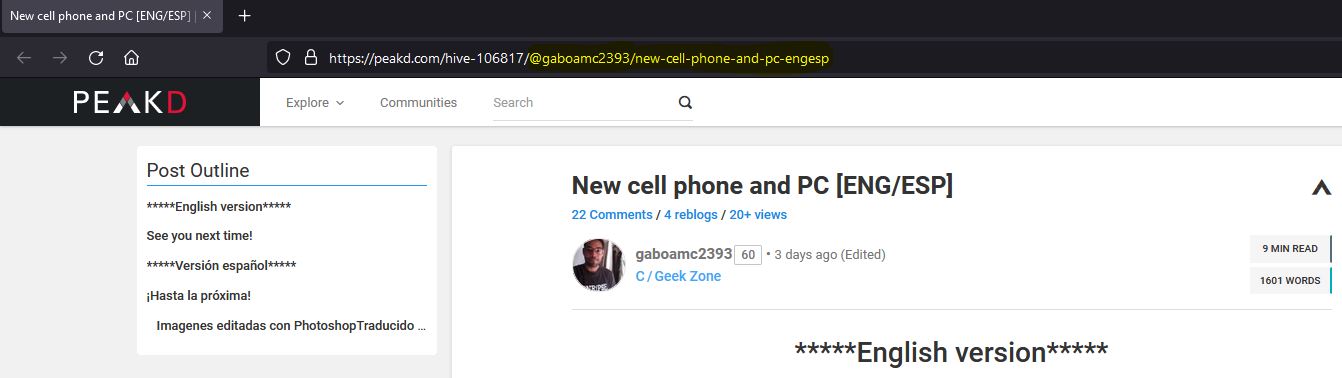 New cell phone and PC [ENG/ESP] |
https://peakd.com/hive-106817/@gaboamc2393/new-cell-phone-and-pc-engesp
PEAKD
Explore
Communities
Search
Post Outline
*****English version*****
See you next time!
*****Versión español*****
¡Hasta la próxima!
Imagenes editadas con PhotoshopTraducido ...
New cell phone and PC [ENG/ESP]
22 Comments / 4 reblogs / 20+ views
gaboamc2393 60 • 3 days ago (Edited)
C / Geek Zone
9 MIN READ
1601 WORDS
*****English version*****